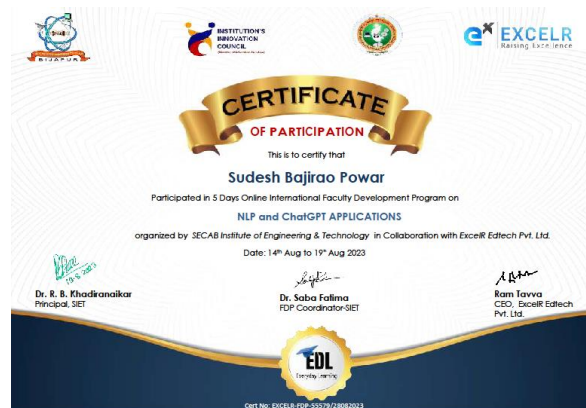 BIJAPUR
INSTITUTION'S
INNOVATION
COUNCIL
EXCELR
Raising Excellence
CERTIFICATE
OF PARTICIPATION
This is to certify that
Sudesh Bajirao Powar
Participated in 5 Days Online International Faculty Development Program on
NLP and ChatGPT APPLICATIONS
organized by SECAB Institute of Engineering & Technology in Collaboration with ExcelR Edtech Pvt. Ltd.
Date: 14th Aug to 19th Aug 2023
19-8-2023
Dr. R. B. Khadiranaikar
Principal, SIET
Dr. Saba Fatima
FDP Coordinator-SIET
Ram Tavva
CEO, ExcelR Edtech
Pvt. Ltd.
EDL
Everyday Learning
Cert No: EXCELR-FDP-55579/28082023